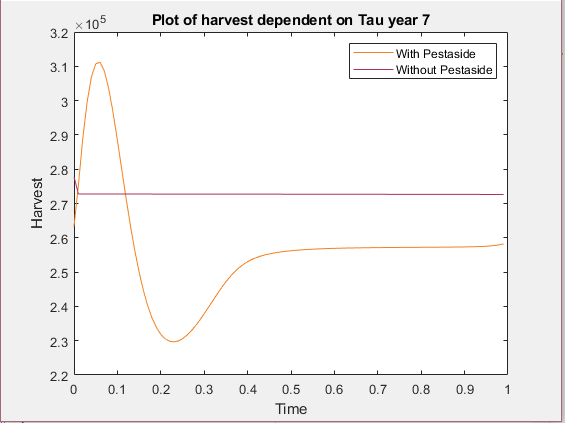 Plot of harvest dependent on Tau year 7
×10⁵
3.2
3.1
3
2.9
2.8
2.7
2.6
2.5
2.4
2.3
2.2
Harvest
With Pestaside
Without Pestaside
0 0.1 0.2 0.3 0.4 0.5 0.6 0.7 0.8 0.9 1
Time